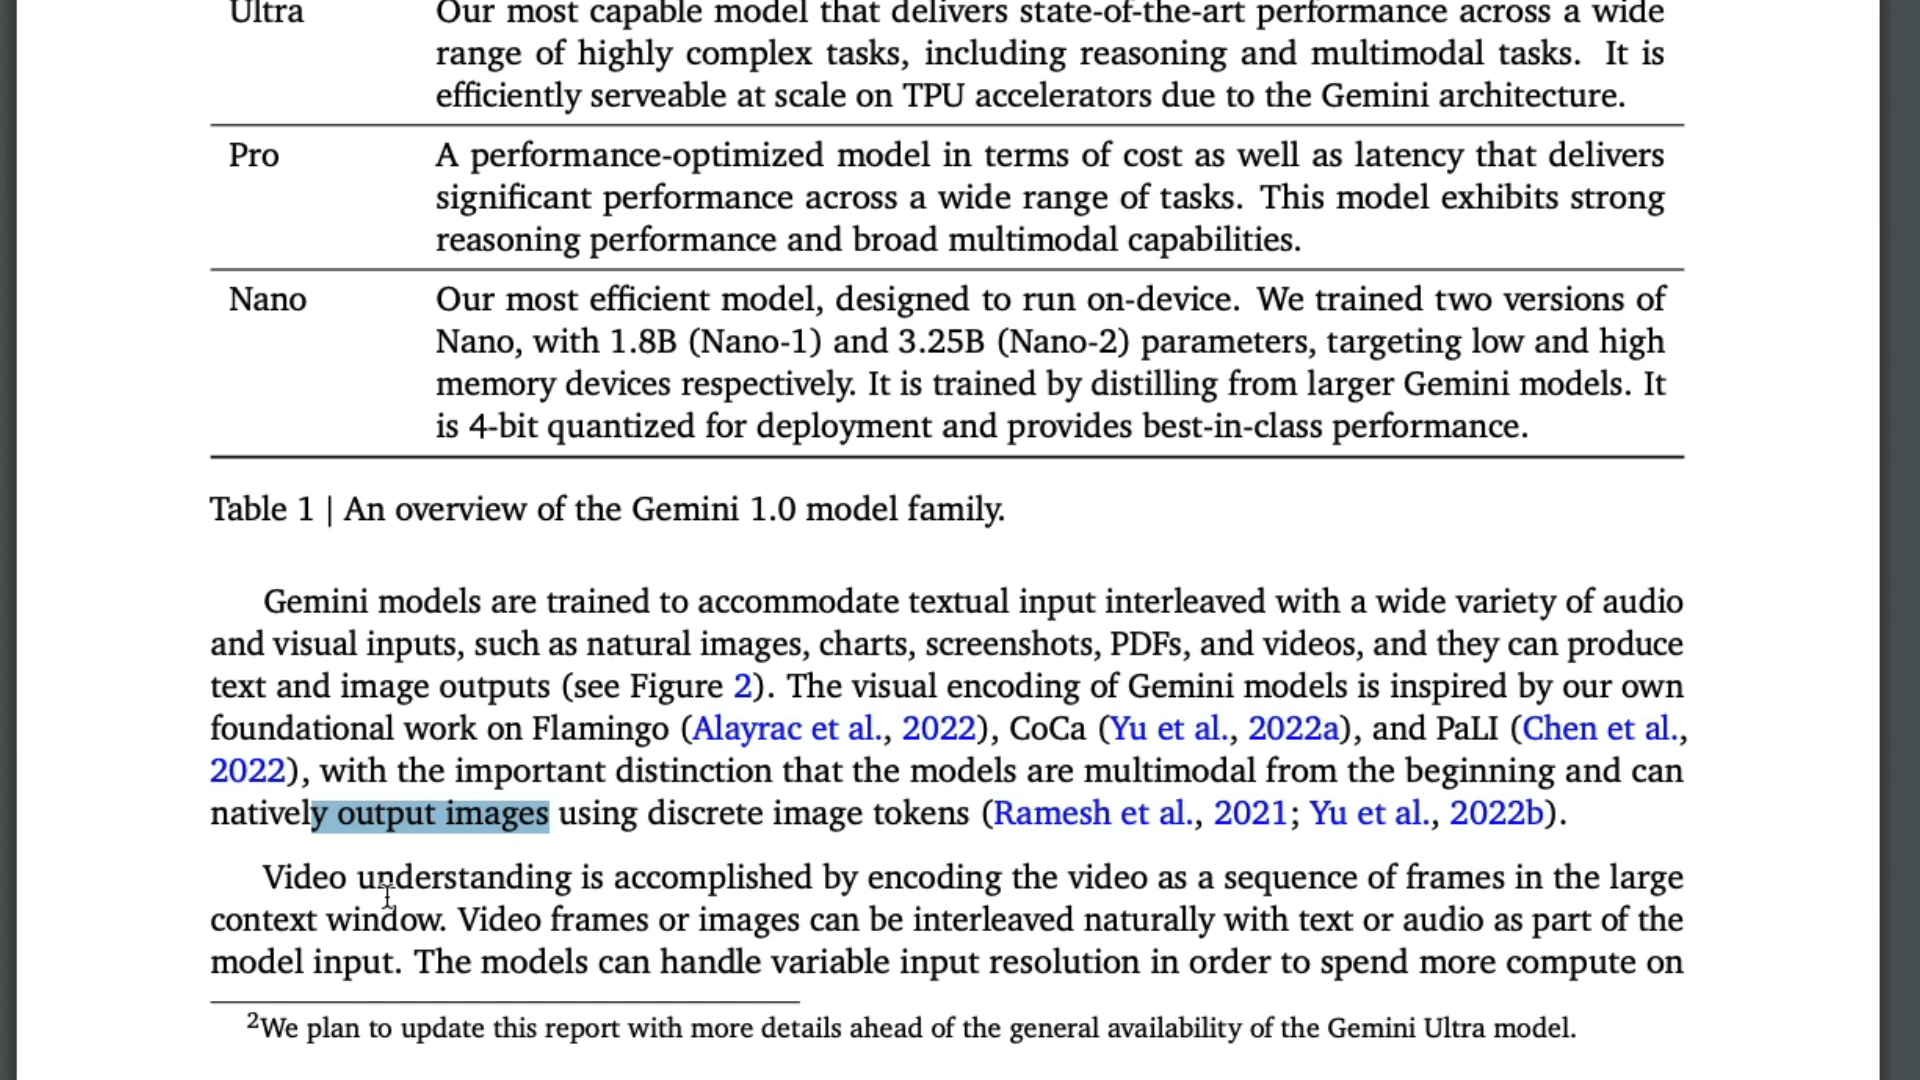 Ultra Our most capable model that delivers state-of-the-art performance across a wide
range of highly complex tasks, including reasoning and multimodal tasks. It is
efficiently serveable at scale on TPU accelerators due to the Gemini architecture.
Pro A performance-optimized model in terms of cost as well as latency that delivers
significant performance across a wide range of tasks. This model exhibits strong
reasoning performance and broad multimodal capabilities.
Nano Our most efficient model, designed to run on-device. We trained two versions of
Nano, with 1.8B (Nano-1) and 3.25B (Nano-2) parameters, targeting low and high
memory devices respectively. It is trained by distilling from larger Gemini models. It
is 4-bit quantized for deployment and provides best-in-class performance.
Table 1 | An overview of the Gemini 1.0 model family.
Gemini models are trained to accommodate textual input interleaved with a wide variety of audio
and visual inputs, such as natural images, charts, screenshots, PDFs, and videos, and they can produce
text and image outputs (see Figure 2). The visual encoding of Gemini models is inspired by our own
foundational work on Flamingo (Alayrac et al., 2022), CoCa (Yu et al., 2022a), and PaLI (Chen et al.,
2022), with the important distinction that the models are multimodal from the beginning and can
natively output images using discrete image tokens (Ramesh et al., 2021; Yu et al., 2022b).
Video understanding is accomplished by encoding the video as a sequence of frames in the large
context window. Video frames or images can be interleaved naturally with text or audio as part of the
model input. The models can handle variable input resolution in order to spend more compute on
²We plan to update this report with more details ahead of the general availability of the Gemini Ultra model.